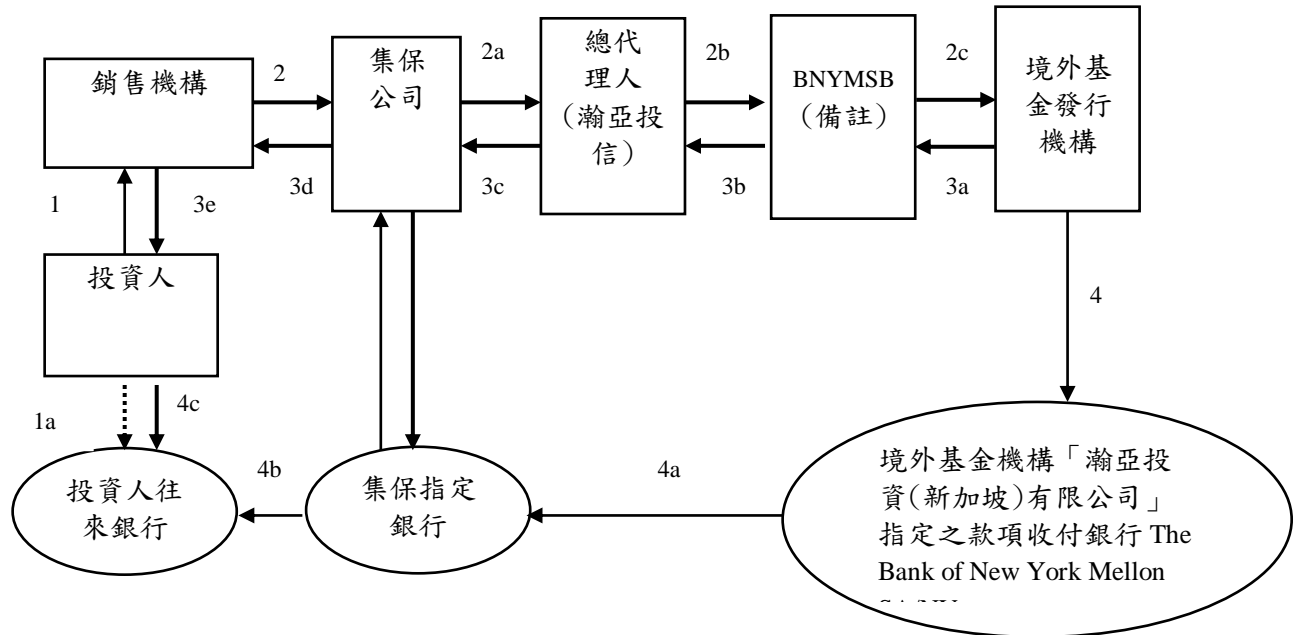 銷售機構
2
集保
公司
2a
總代
理人
(瀚亞投
信)
2b
BNYMSB
(備註)
2c
境外基
金發行
機構
3d
3c
3b
3a
1
3e
投資人
4
1a
4c
投資人往
來銀行
4b
集保指定
銀行
4a
境外基金機構「瀚亞投
資(新加坡)有限公司」
指定之款項收付銀行 The
Bank of New York Mellon